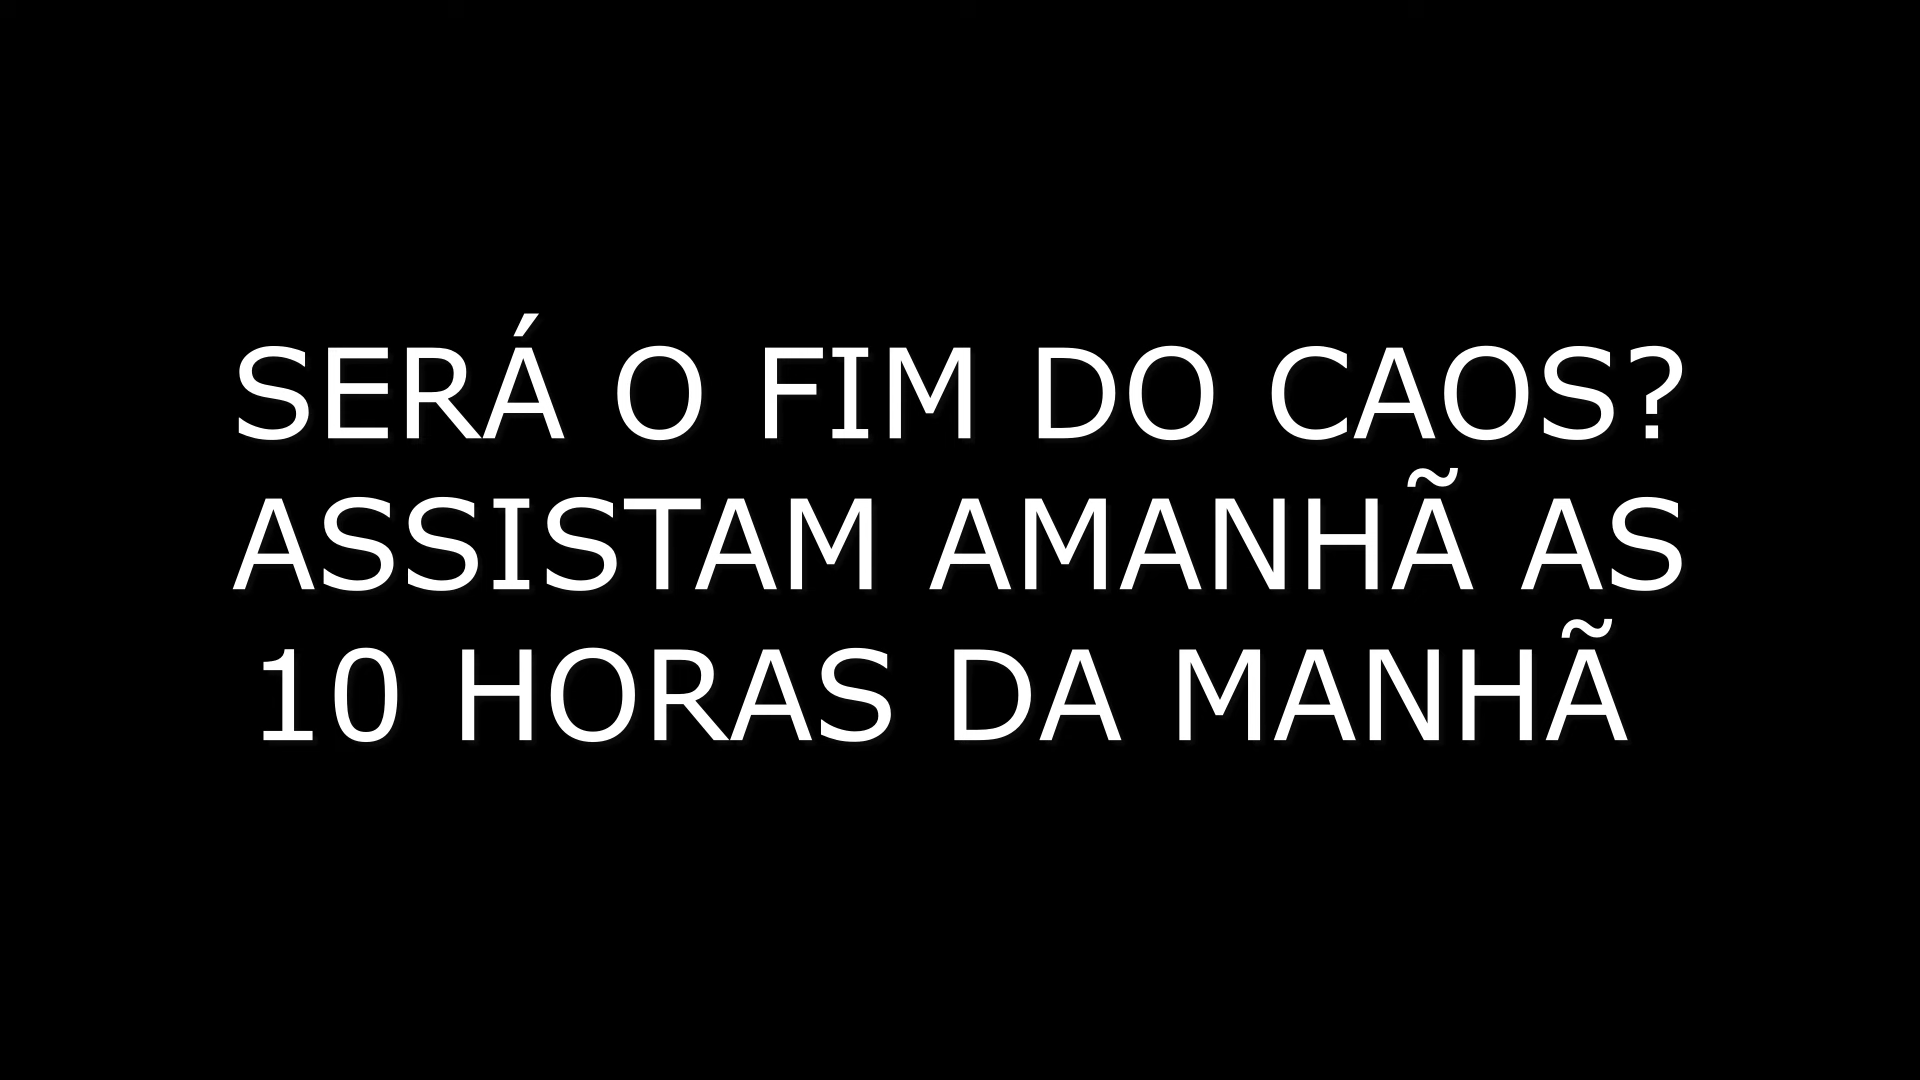 SERÁ O FIM DO CAOS?
ASSISTAM AMANHÃ AS
10 HORAS DA MANHÃ